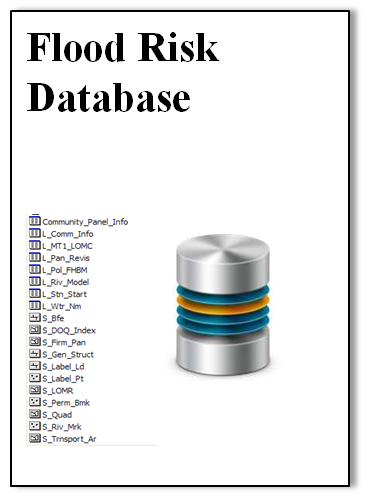 Flood Risk
Database
Community_Panel_Info
L_Comm_Info
L_MT1_LOMC
L_Pan_Revis
L_Pol_FHBM
L_Riv_Model
L_Stn_Start
L_Wtr_Nm
S_Bfe
S_DOQ_Index
S_Firm_Pan
S_Gen_Struct
S_Label_Ld
S_Label_Pt
S_LOMR
S_Perm_Bmk
S_Quad
S_Riv_Mrk
S_Trnsport_Ar